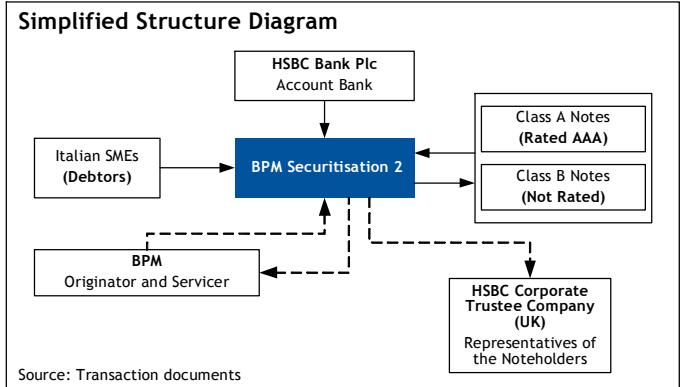 Simplified Structure Diagram
HSBC Bank Plc
Account Bank
Class A Notes
(Rated AAA)
Italian SMEs
(Debtors)
BPM Securitisation 2
Class B Notes
(Not Rated)
BPM
Originator and Servicer
HSBC Corporate
Trustee Company
(UK)
Representatives of
the Noteholders
Source: Transaction documents